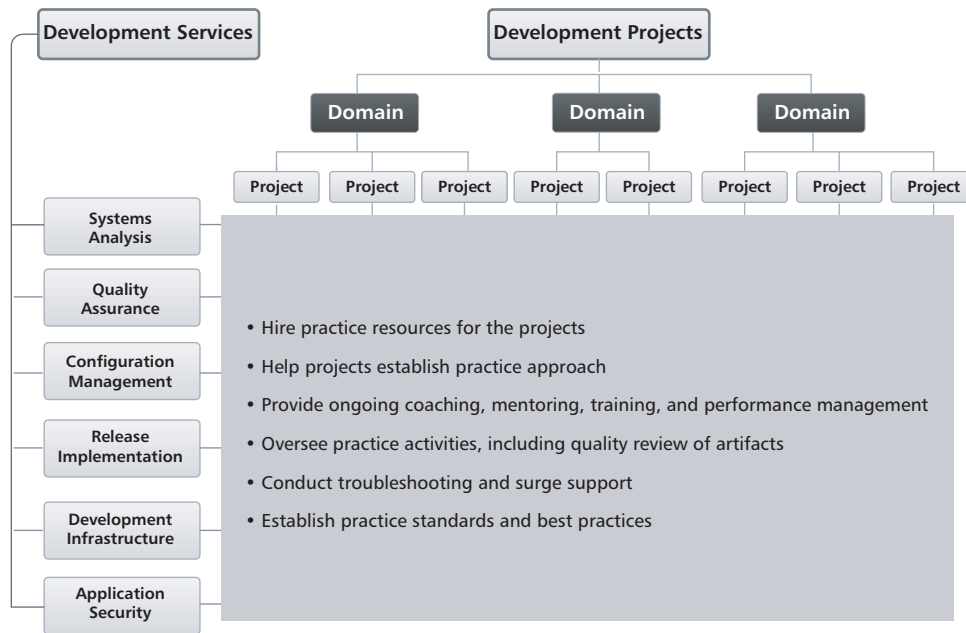 Development Services
Development Projects
Domain
Domain
Domain
Project
Project
Project
Project
Project
Project
Project
Project
Systems
Analysis
Quality
Assurance
Configuration
Management
Release
Implementation
Development
Infrastructure
Application
Security
• Hire practice resources for the projects
• Help projects establish practice approach
• Provide ongoing coaching, mentoring, training, and performance management
• Oversee practice activities, including quality review of artifacts
• Conduct troubleshooting and surge support
• Establish practice standards and best practices